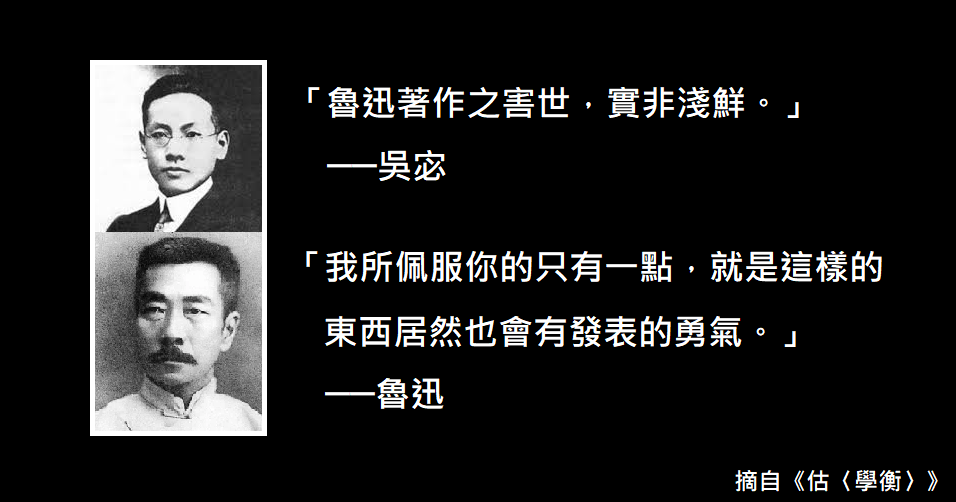 「魯迅著作之害世，實非淺鮮。」
──吳宓
「我所佩服你的只有一點，就是這樣的
東西居然也會有發表的勇氣。」
──魯迅
摘自《估〈學衡〉》